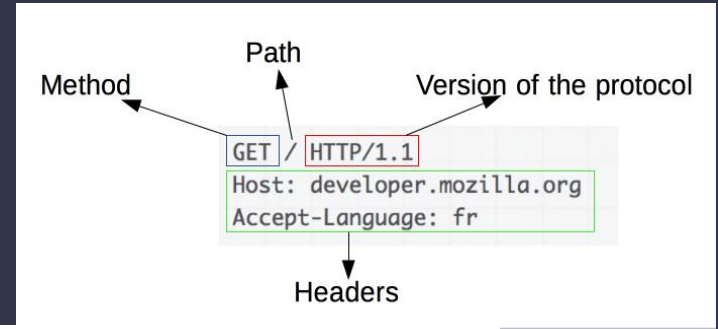 Path
Method
Version of the protocol
GET / HTTP/1.1
Host: developer.mozilla.org
Accept-Language: fr
Headers